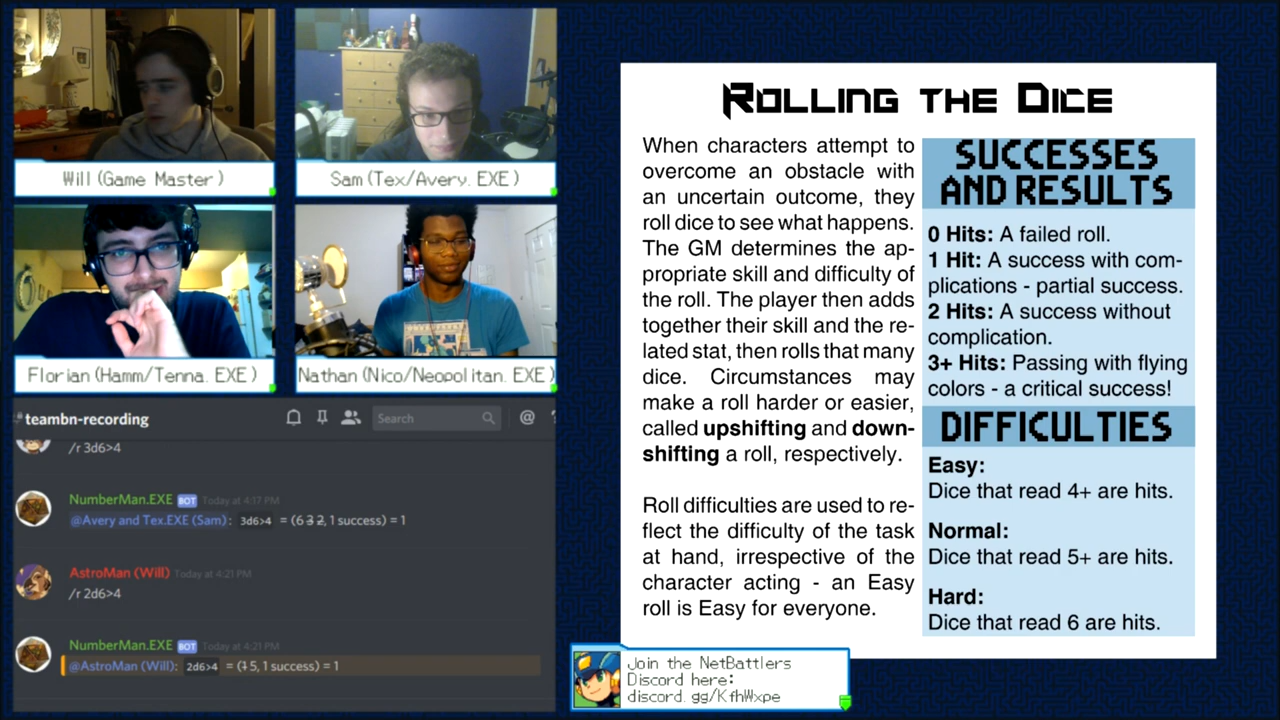 Will (Game Master)
Sam (Tex/Avery. EXE)
Florian (Hamm/Tenna. EXE)
Nathan (Nico/Neopolitan. EXE)
teambn-recording
Search
/r 3d6>4
NumberMan.EXE BOT Today at 4:17 PM
@Avery and Tex.EXE (Sam): 3d6>4 = (6 3 2, 1 success) = 1
AstroMan (Will) Today at 4:21 PM
/r 2d6>4
NumberMan.EXE BOT Today at 4:21 PM
@AstroMan (Will): 2d6>4 = (1 5, 1 success) = 1
Rolling the Dice
When characters attempt to
overcome an obstacle with
an uncertain outcome, they
roll dice to see what happens.
The GM determines the ap-
propriate skill and difficulty of
the roll. The player then adds
together their skill and the re-
lated stat, then rolls that many
dice. Circumstances may
make a roll harder or easier,
called upshifting and down-
shifting a roll, respectively.
Roll difficulties are used to re-
flect the difficulty of the task
at hand, irrespective of the
character acting - an Easy
roll is Easy for everyone.
SUCCESSES
AND RESULTS
0 Hits: A failed roll.
1 Hit: A success with com-
plications - partial success.
2 Hits: A success without
complication.
3+ Hits: Passing with flying
colors - a critical success!
DIFFICULTIES
Easy:
Dice that read 4+ are hits.
Normal:
Dice that read 5+ are hits.
Hard:
Dice that read 6 are hits.
Join the NetBattlers
Discord here:
discord.gg/KfhWxpe